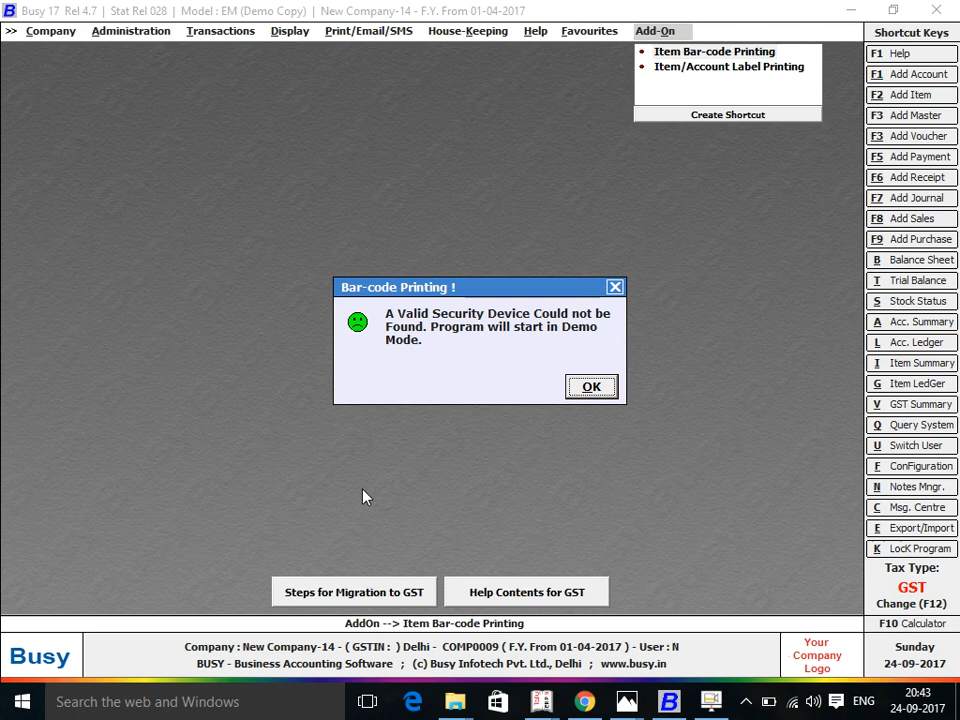 B Busy 17 Rel 4.7 | Stat Rel 028 | Model : EM (Demo Copy) | New Company-14 - F.Y. From 01-04-2017
>> Company Administration Transactions Display Print/Email/SMS House-Keeping Help Favourites Add-On
Shortcut Keys
Item Bar-code Printing
Item/Account Label Printing
Create Shortcut
F1 Help
F1 Add Account
F2 Add Item
F3 Add Master
F3 Add Voucher
F5 Add Payment
F6 Add Receipt
F7 Add Journal
F8 Add Sales
F9 Add Purchase
B Balance Sheet
T Trial Balance
S Stock Status
A Acc. Summary
L Acc. Ledger
I Item Summary
G Item LedGer
V GST Summary
Q Query System
U Switch User
F ConFiguration
N Notes Mngr.
C Msg. Centre
E Export/Import
K LocK Program
Tax Type:
GST
Change (F12)
F10 Calculator
Bar-code Printing !
A Valid Security Device Could not be
Found. Program will start in Demo
Mode.
OK
Steps for Migration to GST
Help Contents for GST
AddOn --> Item Bar-code Printing
Busy
Company : New Company-14 - ( GSTIN : ) Delhi - COMP0009 ( F.Y. From 01-04-2017 ) - User : N
BUSY - Business Accounting Software ; (c) Busy Infotech Pvt. Ltd., Delhi ; www.busy.in
Your
Company
Logo
Sunday
24-09-2017
Search the web and Windows
B
ENG
20:43
24-09-2017